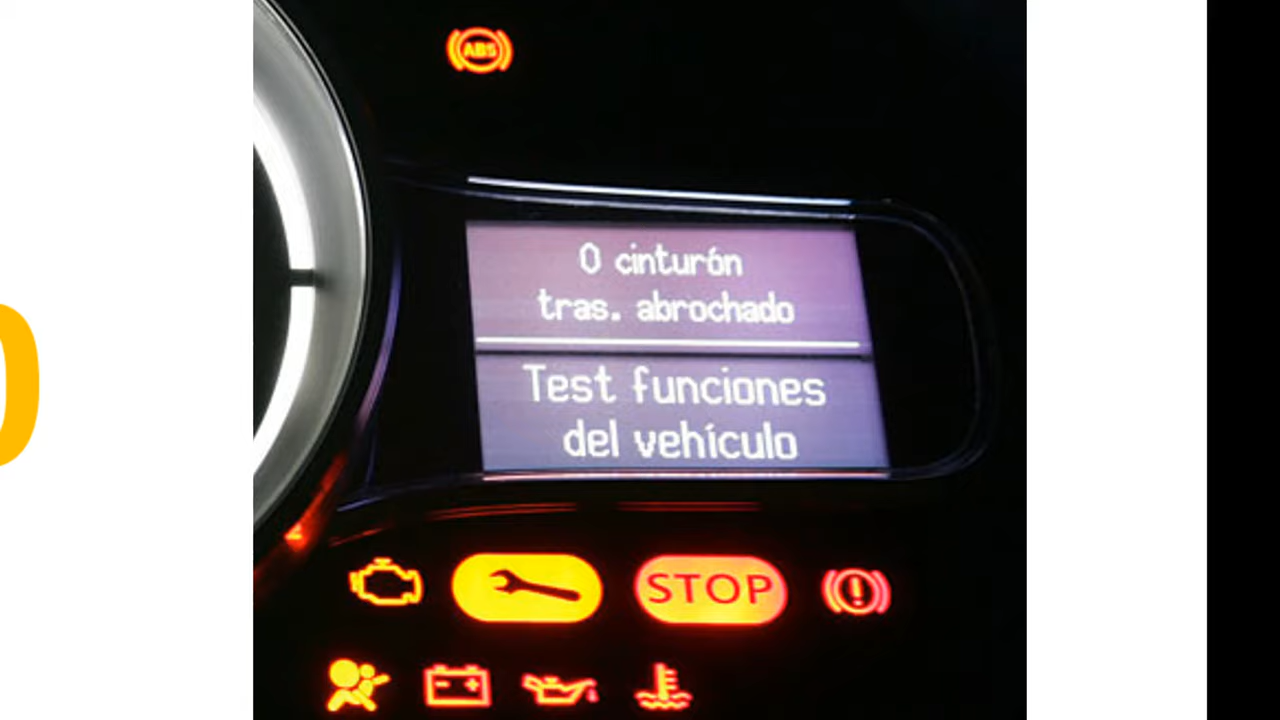 ABS
0 cinturón
tras. abrochado
Test funciones
del vehículo
STOP